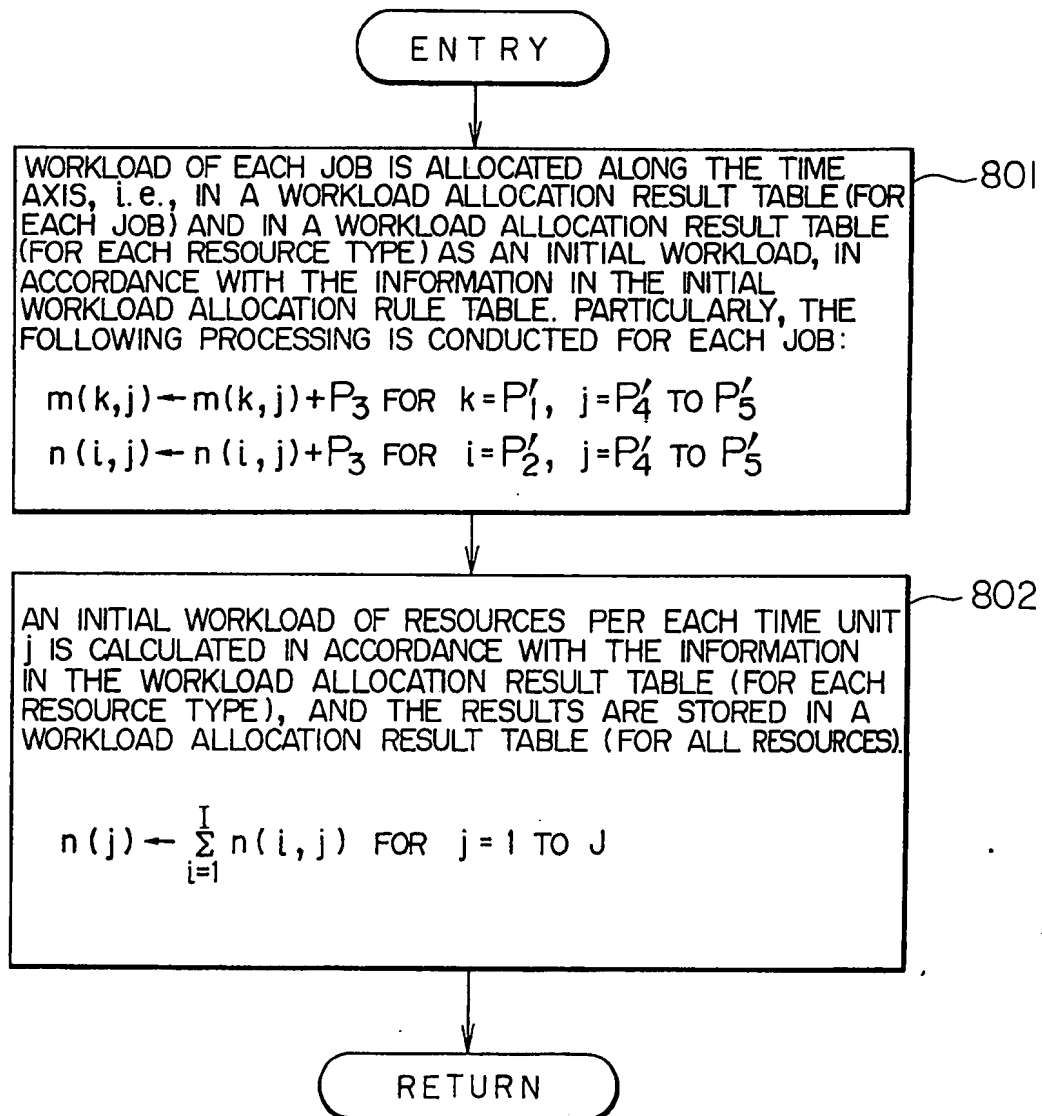 ENTRY
WORKLOAD OF EACH JOB IS ALLOCATED ALONG THE TIME
AXIS, i.e., IN A WORKLOAD ALLOCATION RESULT TABLE (FOR
EACH JOB) AND IN A WORKLOAD ALLOCATION RESULT TABLE
(FOR EACH RESOURCE TYPE) AS AN INITIAL WORKLOAD, IN
ACCORDANCE WITH THE INFORMATION IN THE INITIAL
WORKLOAD ALLOCATION RULE TABLE. PARTICULARLY, THE
FOLLOWING PROCESSING IS CONDUCTED FOR EACH JOB:
m(k,j)←m(k,j)+P₃ FOR k=P′₁, j=P′₄ TO P′₅
n(i,j)←n(i,j)+P₃ FOR i=P′₂, j=P′₄ TO P′₅
801
AN INITIAL WORKLOAD OF RESOURCES PER EACH TIME UNIT
j IS CALCULATED IN ACCORDANCE WITH THE INFORMATION
IN THE WORKLOAD ALLOCATION RESULT TABLE (FOR EACH
RESOURCE TYPE), AND THE RESULTS ARE STORED IN A
WORKLOAD ALLOCATION RESULT TABLE (FOR ALL RESOURCES).
I
n(j)← Σ n(i,j) FOR j=1 TO J
i=1
802
RETURN